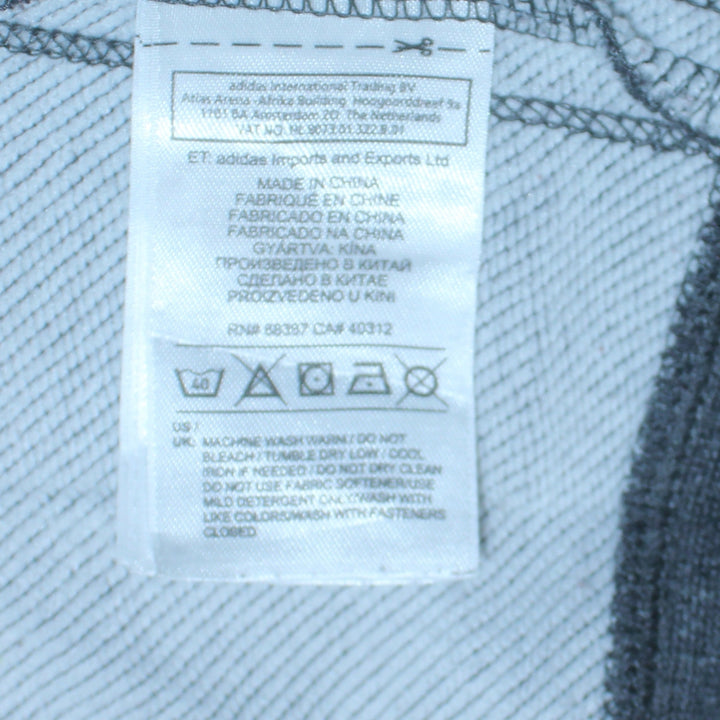 adidas International Trading BV
Atlas Arena -Afrika Building Hoogoorddreef 9a
1101 BA Amsterdam ZO The Netherlands
VAT NO. NL 8073.01.322.B.01
ET: adidas Imports and Exports Ltd
MADE IN CHINA
FABRIQUÉ EN CHINE
FABRICADO EN CHINA
FABRICADO NA CHINA
GYÁRTVA: KÍNA
ПРОИЗВЕДЕНО В КИТАЙ
СДЕЛАНО В КИТАЕ
PROIZVEDENO U KINI
RN# 88387 CA# 40312
40
US /
UK: MACHINE WASH WARM / DO NOT
BLEACH / TUMBLE DRY LOW / COOL
IRON IF NEEDED / DO NOT DRY CLEAN
DO NOT USE FABRIC SOFTENER/USE
MILD DETERGENT ONLY/WASH WITH
LIKE COLORS/WASH WITH FASTENERS
CLOSED